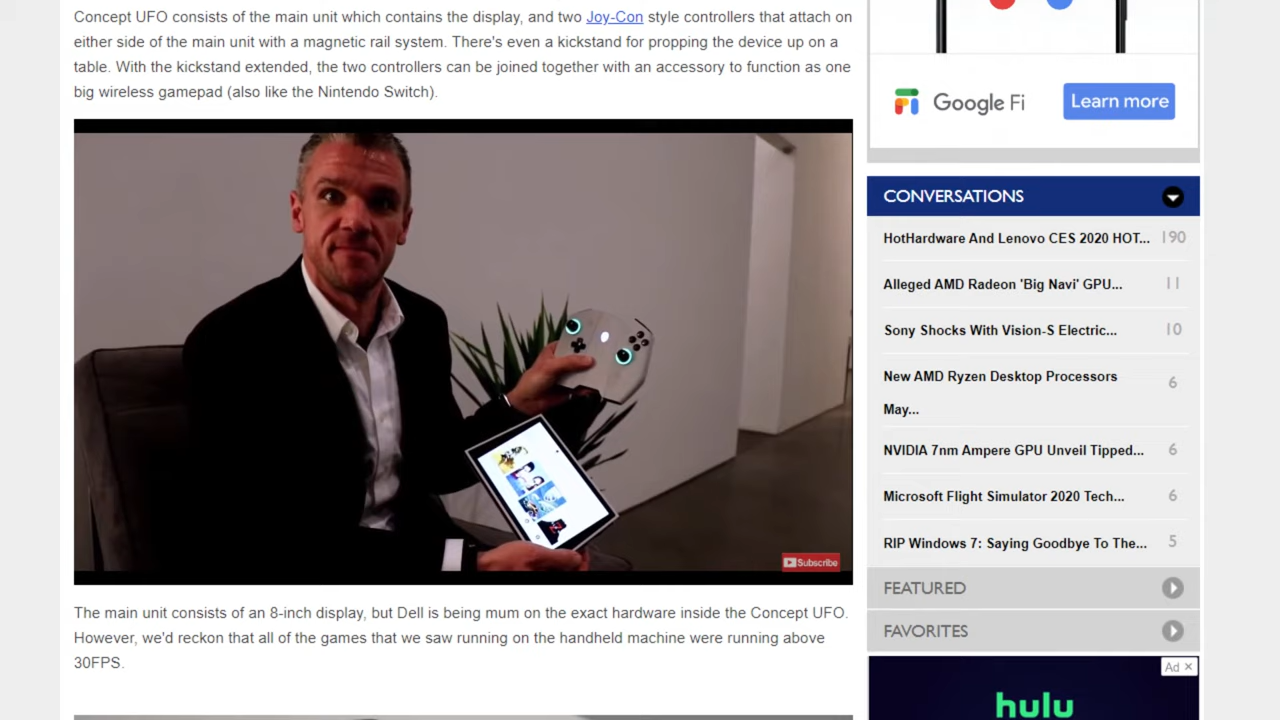 Concept UFO consists of the main unit which contains the display, and two Joy-Con style controllers that attach on
either side of the main unit with a magnetic rail system. There's even a kickstand for propping the device up on a
table. With the kickstand extended, the two controllers can be joined together with an accessory to function as one
big wireless gamepad (also like the Nintendo Switch).
Subscribe
The main unit consists of an 8-inch display, but Dell is being mum on the exact hardware inside the Concept UFO.
However, we'd reckon that all of the games that we saw running on the handheld machine were running above
30FPS.
Google Fi
Learn more
CONVERSATIONS
HotHardware And Lenovo CES 2020 HOT... 190
Alleged AMD Radeon 'Big Navi' GPU... 11
Sony Shocks With Vision-S Electric... 10
New AMD Ryzen Desktop Processors 6
May...
NVIDIA 7nm Ampere GPU Unveil Tipped... 6
Microsoft Flight Simulator 2020 Tech... 6
RIP Windows 7: Saying Goodbye To The... 5
FEATURED
FAVORITES
Ad
hulu